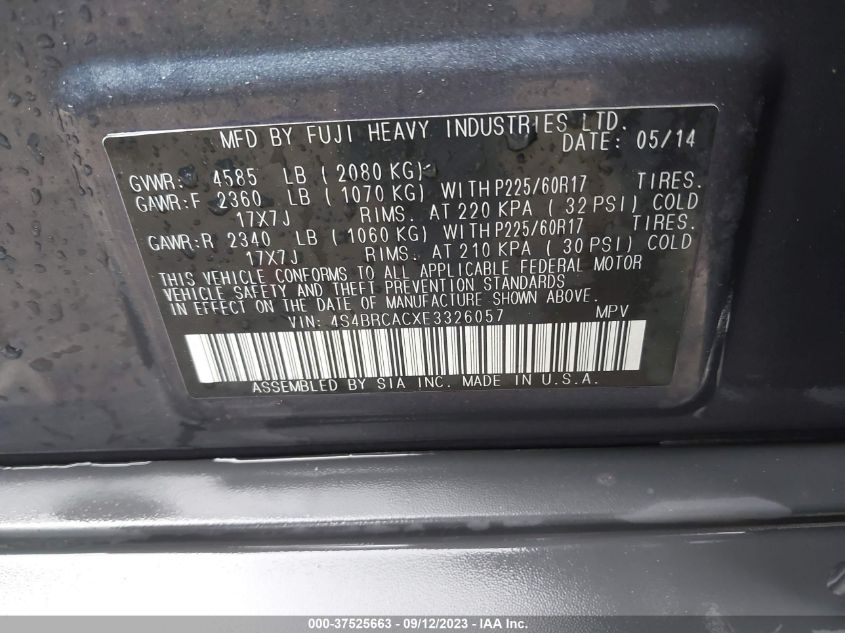 MFD BY FUJI HEAVY INDUSTRIES LTD.
DATE: 05/14
GVWR: 4585 LB (2080 KG)
GAWR:F 2360 LB (1070 KG) WITH P225/60R17 TIRES.
17X7J RIMS. AT 220 KPA (32 PSI) COLD
GAWR:R 2340 LB (1060 KG) WITH P225/60R17 TIRES.
17X7J RIMS. AT 210 KPA (30 PSI) COLD
THIS VEHICLE CONFORMS TO ALL APPLICABLE FEDERAL MOTOR
VEHICLE SAFETY AND THEFT PREVENTION STANDARDS
IN EFFECT ON THE DATE OF MANUFACTURE SHOWN ABOVE.
VIN: 4S4BRCACXE3326057 MPV
ASSEMBLED BY SIA INC. MADE IN U.S.A.
000-37525663 - 09/12/2023 - IAA Inc.